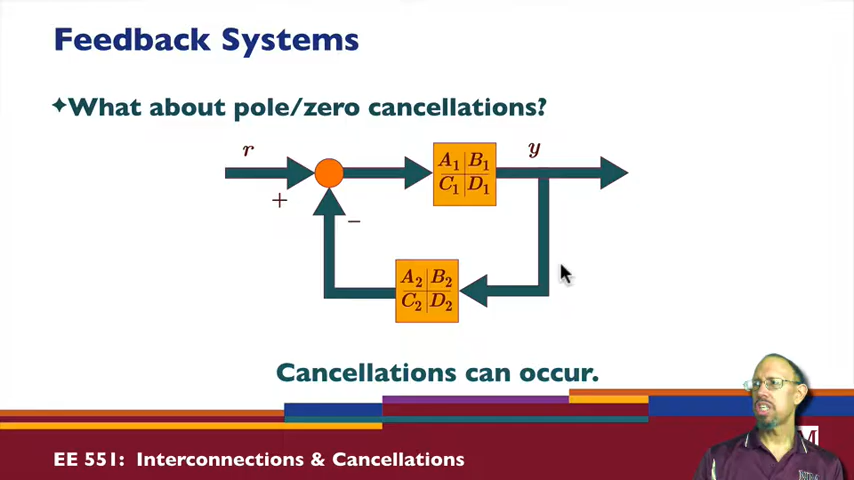 Feedback Systems
✦What about pole/zero cancellations?
r
y
+
−
A₁ B₁
C₁ D₁
A₂ B₂
C₂ D₂
Cancellations can occur.
EE 551: Interconnections & Cancellations
M